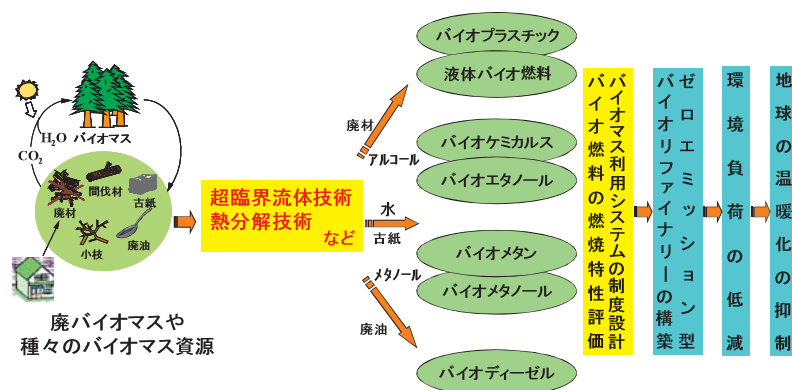 バイオマス
H₂O
CO₂
間伐材
古紙
廃材
小枝
廃油
廃バイオマスや
種々のバイオマス資源
超臨界流体技術
熱分解技術
など
廃材
アルコール
水
古紙
メタノール
廃油
バイオプラスチック
液体バイオ燃料
バイオケミカルス
バイオエタノール
バイオメタン
バイオメタノール
バイオディーゼル
バイオマス利用システムの制度設計
バイオ燃料の燃焼特性評価
ゼロエミッション型
バイオリファイナリーの構築
環境負荷の低減
地球の温暖化の抑制